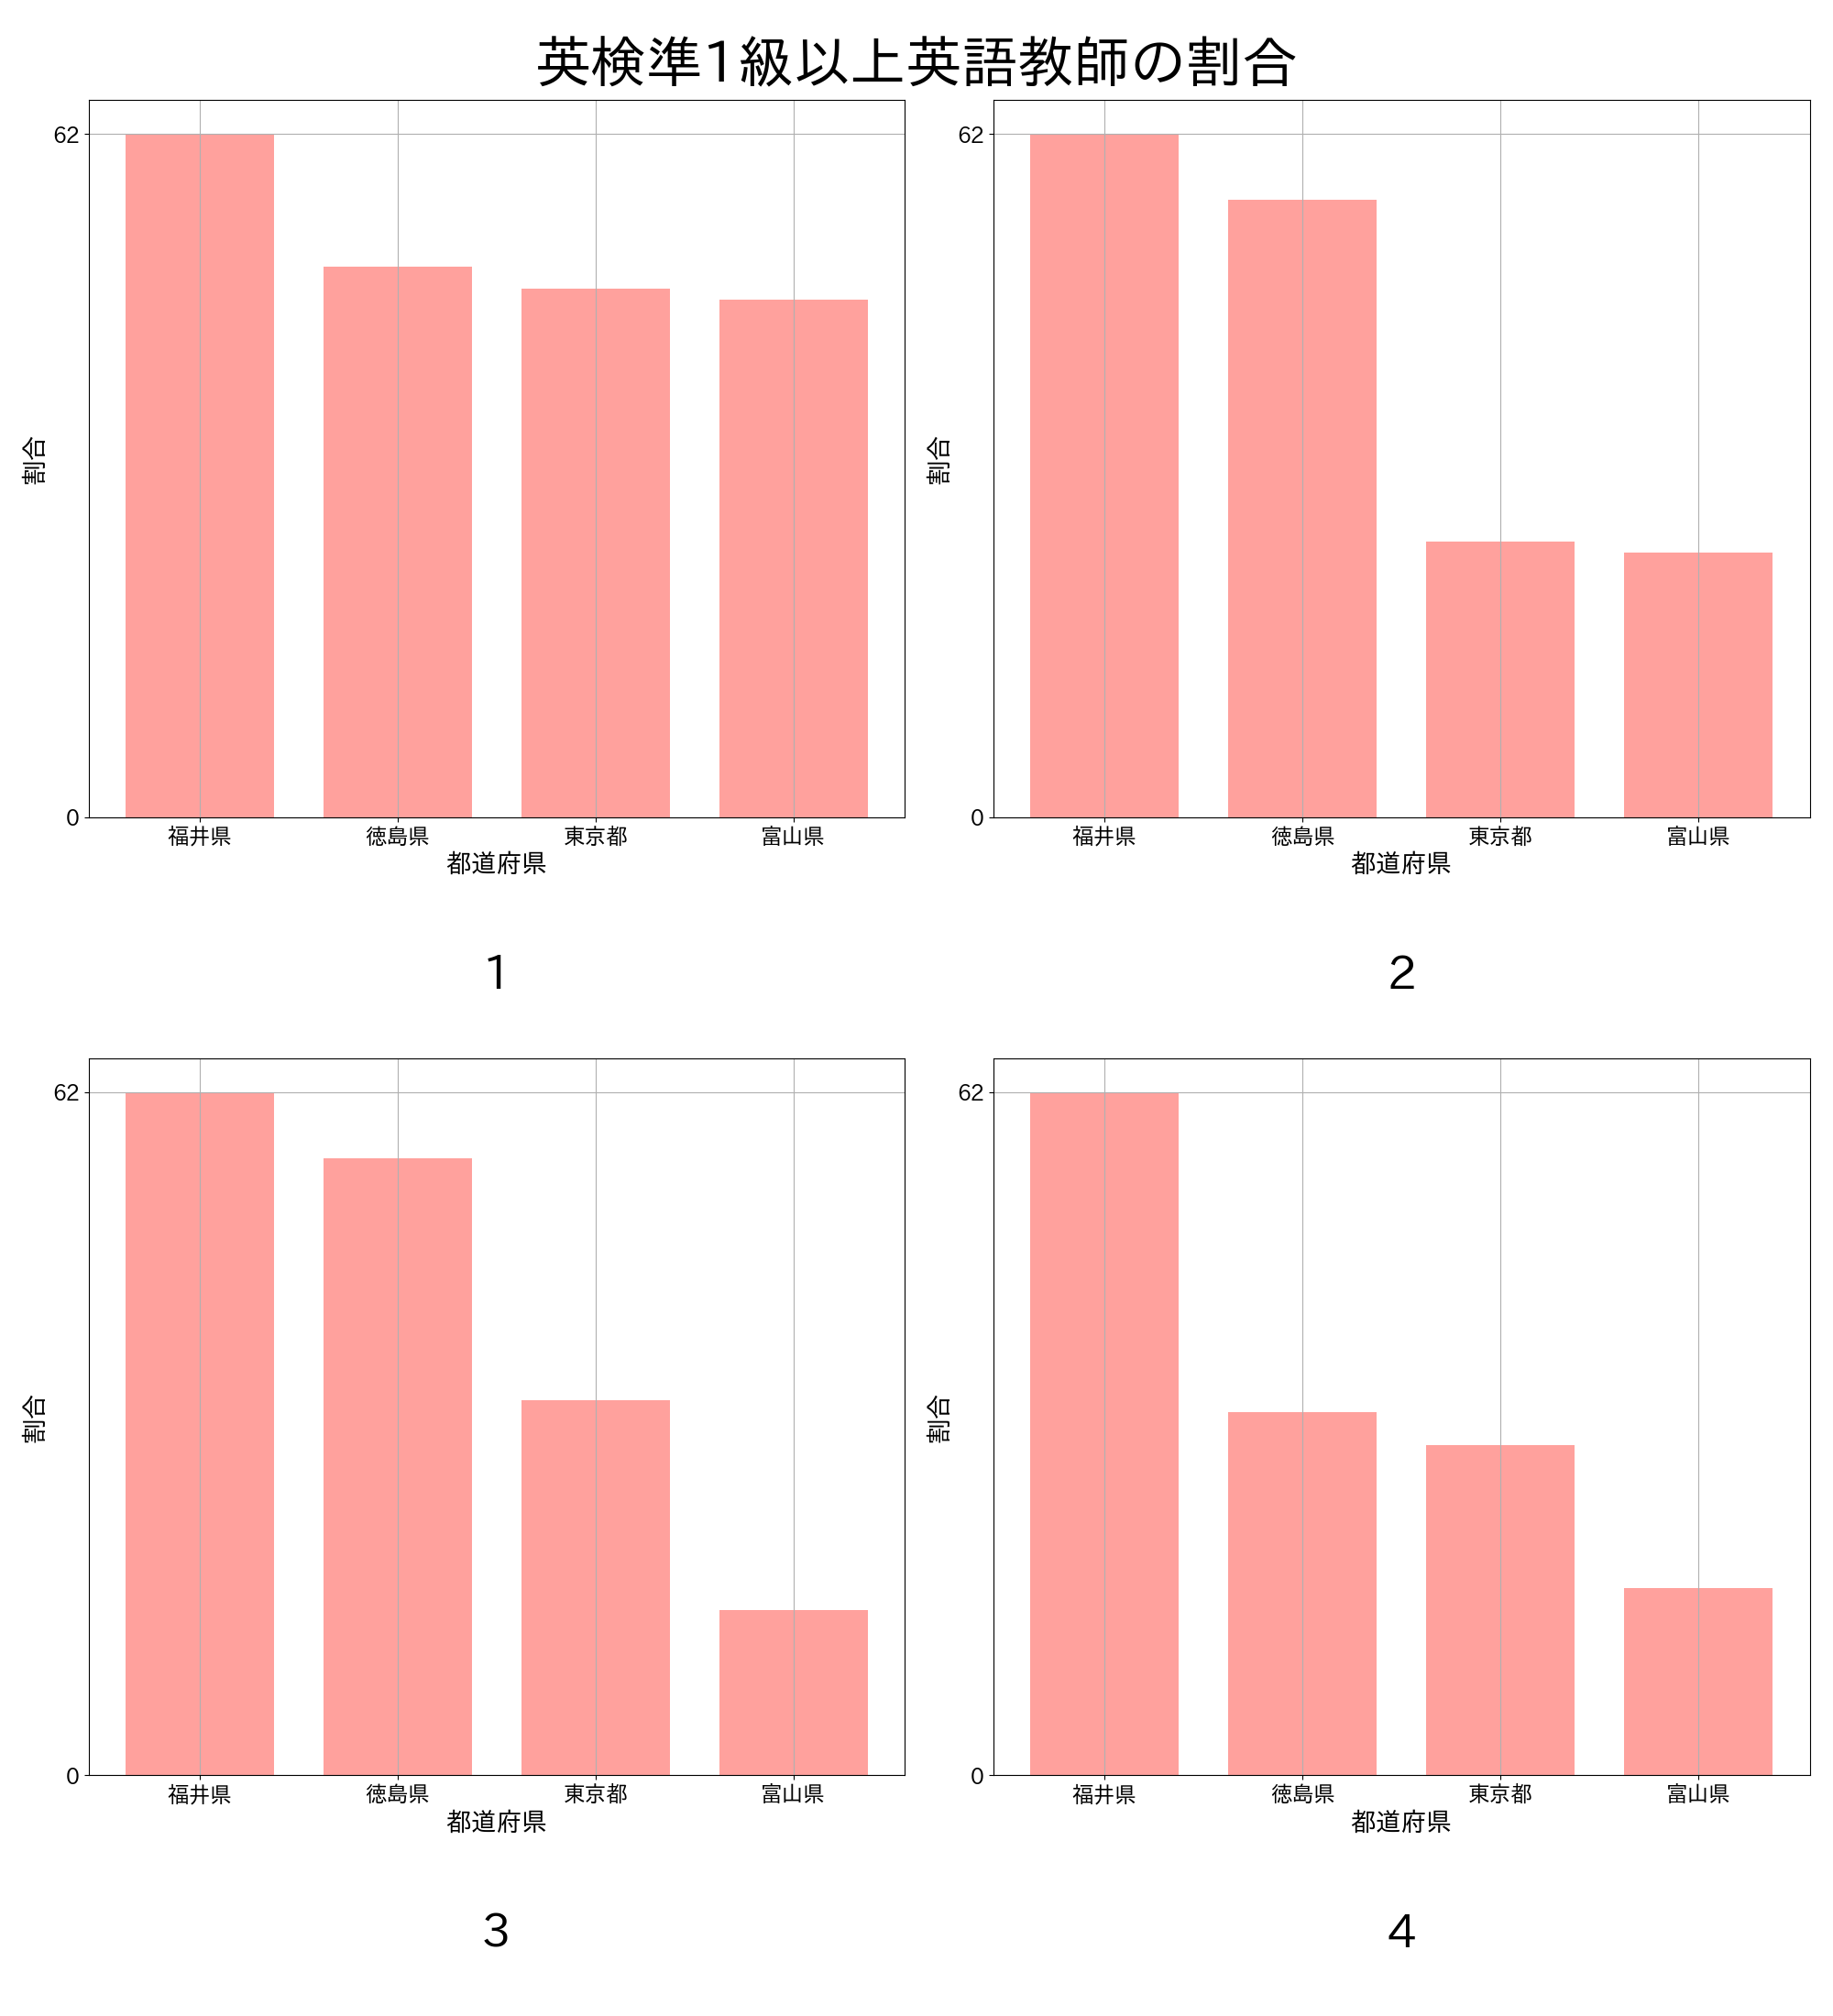 英検準1級以上英語教師の割合
62
0
割合
福井県 徳島県 東京都 富山県
都道府県
1
62
0
割合
福井県 徳島県 東京都 富山県
都道府県
2
62
0
割合
福井県 徳島県 東京都 富山県
都道府県
3
62
0
割合
福井県 徳島県 東京都 富山県
都道府県
4